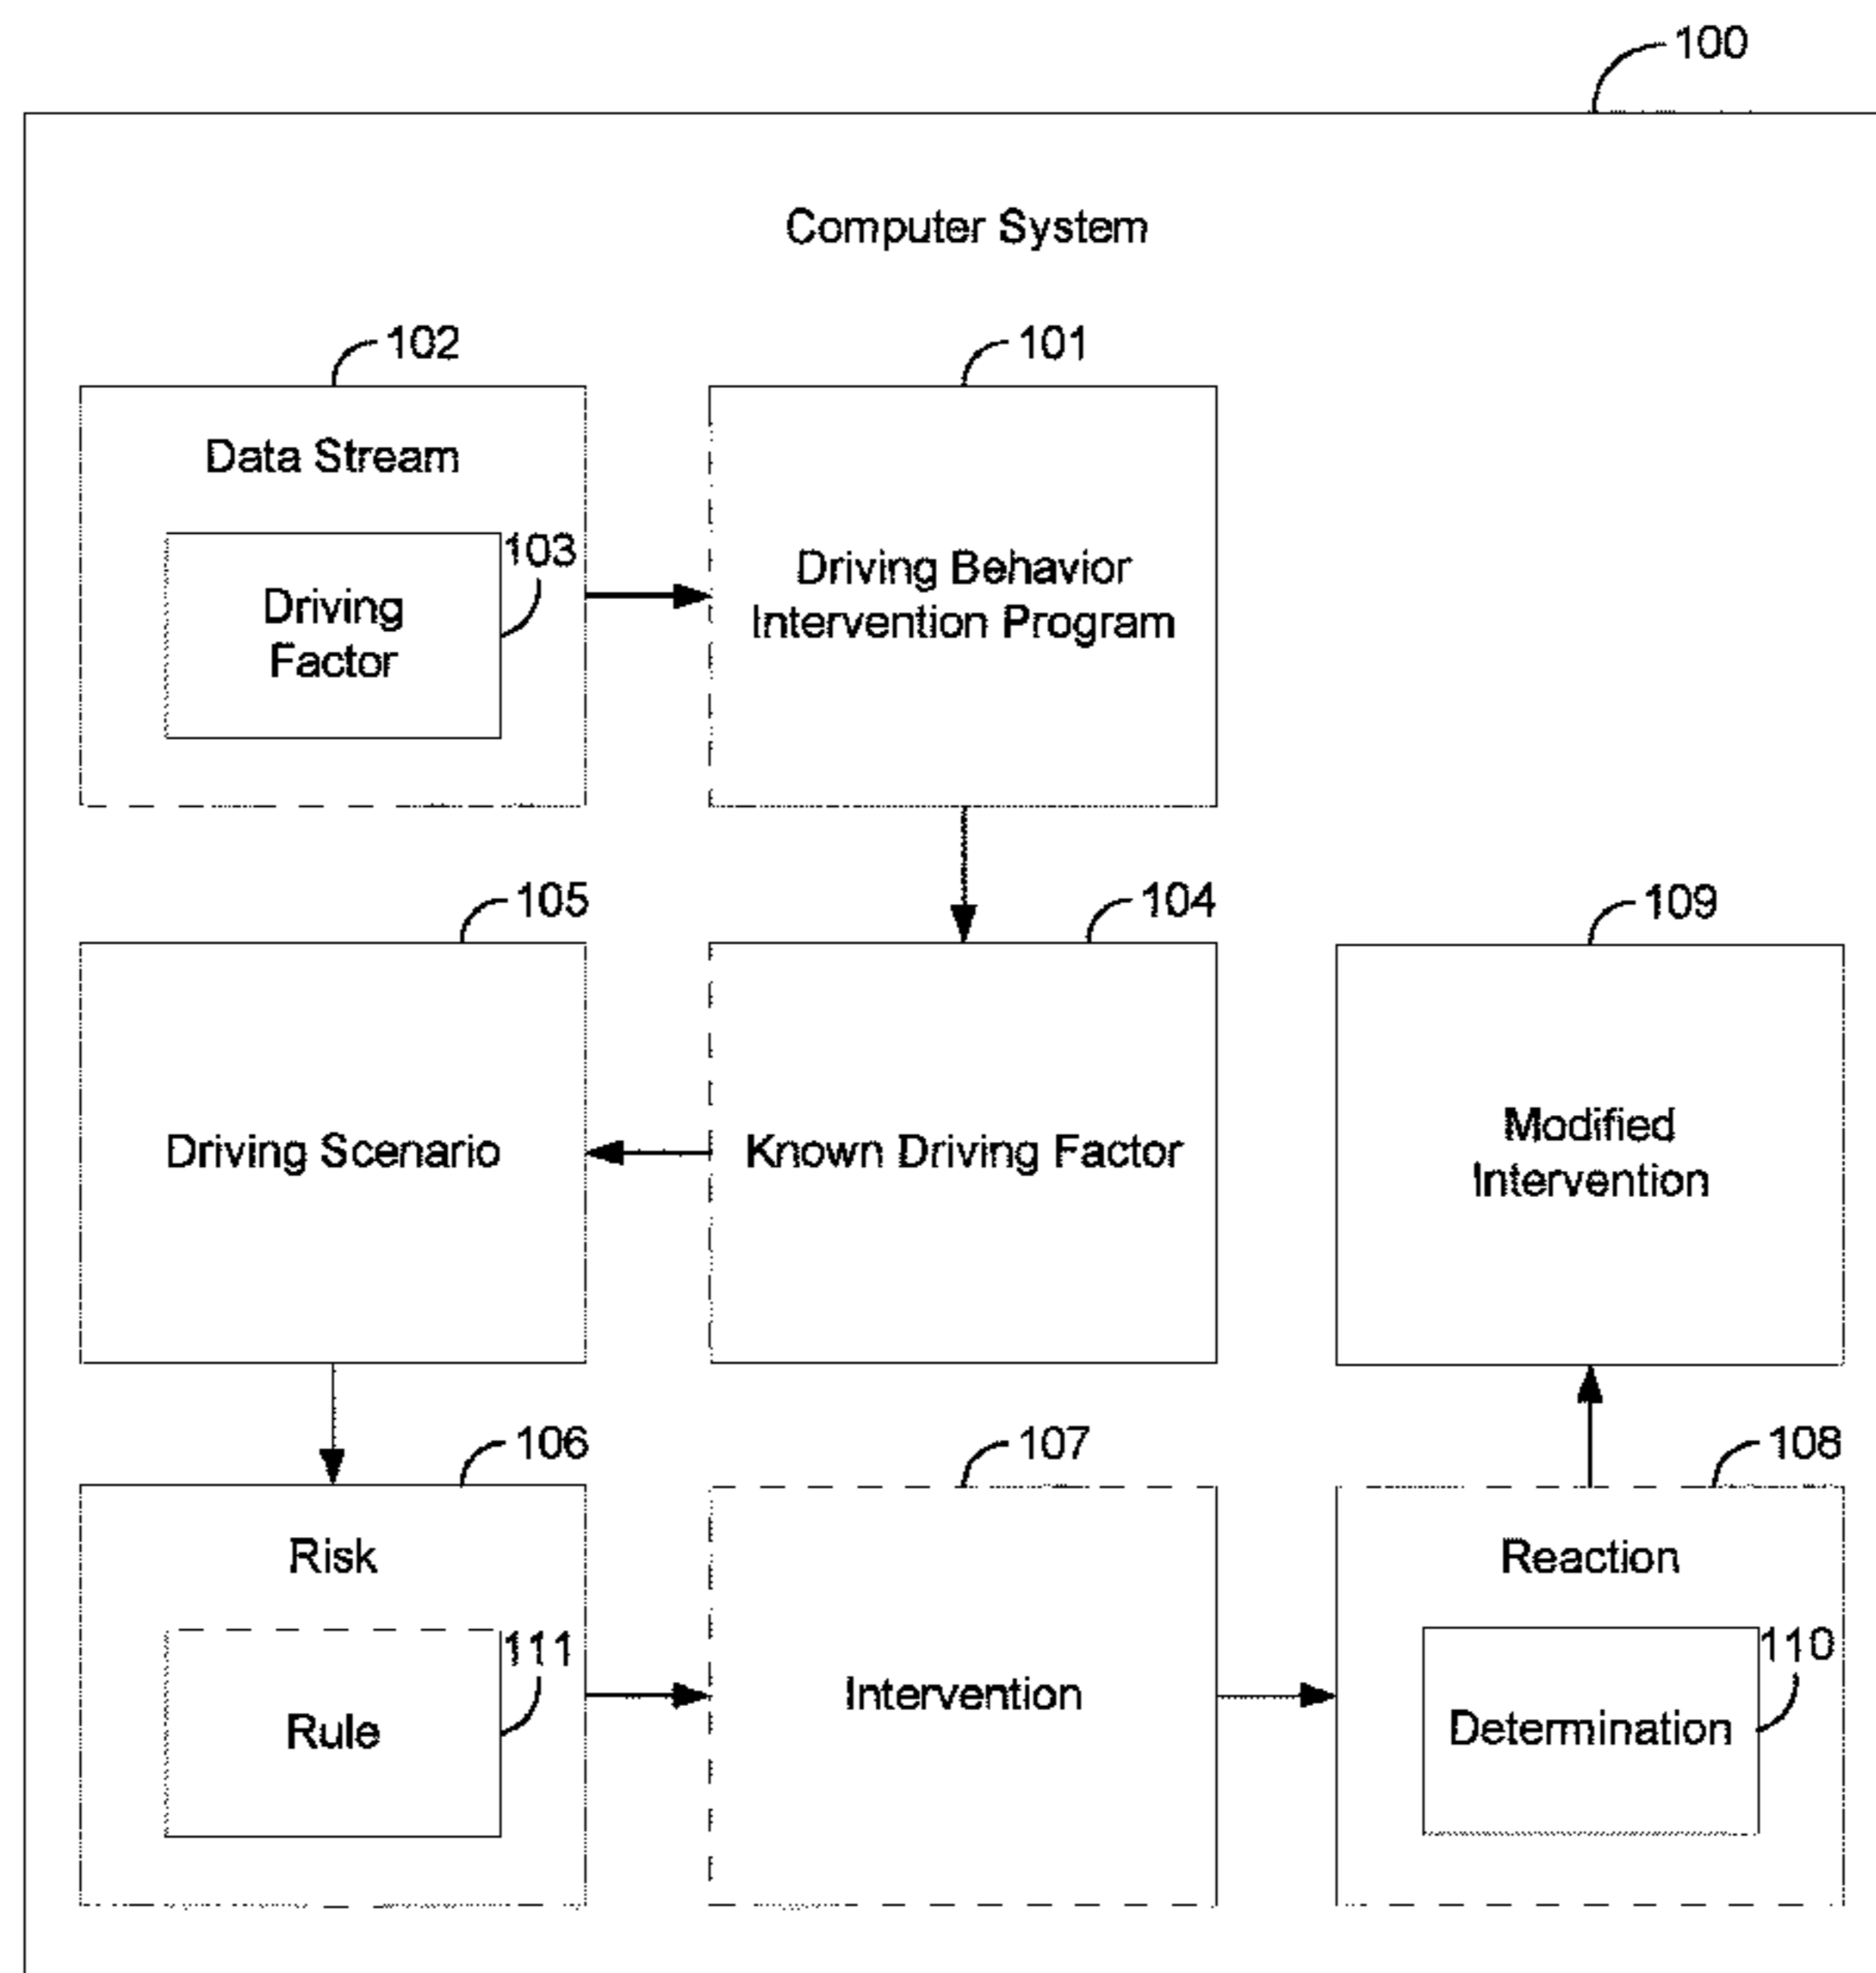 100
Computer System
102
101
Data Stream
103
Driving
Factor
Driving Behavior
Intervention Program
105
104
109
Driving Scenario
Known Driving Factor
Modified
Intervention
106
107
108
Risk
111
Rule
Intervention
Reaction
110
Determination